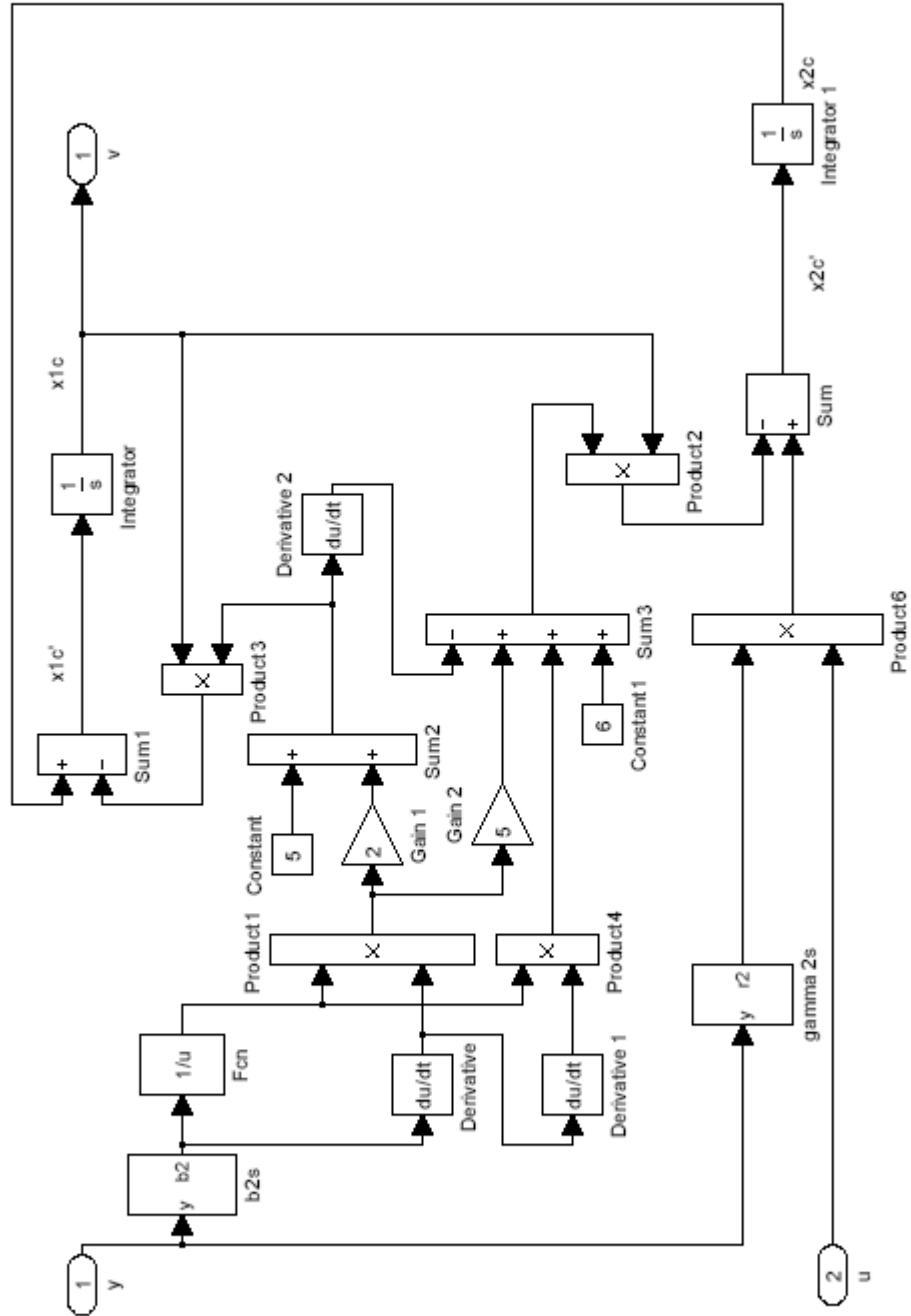 1
y
y b2
b2s
1/u
Fcn
du/dt
Derivative
du/dt
Derivative 1
y r2
gamma 2s
2
u
Product1
×
Product4
×
Constant
5
2
Gain 1
5
Gain 2
6
Constant1
+
-
Sum1
+
+
Sum2
-
+
+
+
Sum3
×
Product3
×
Product6
x1c'
Derivative 2
du/dt
1
s
Integrator
x1c
×
Product2
-
+
Sum
x2c'
1
v
1
s
Integrator 1
x2c